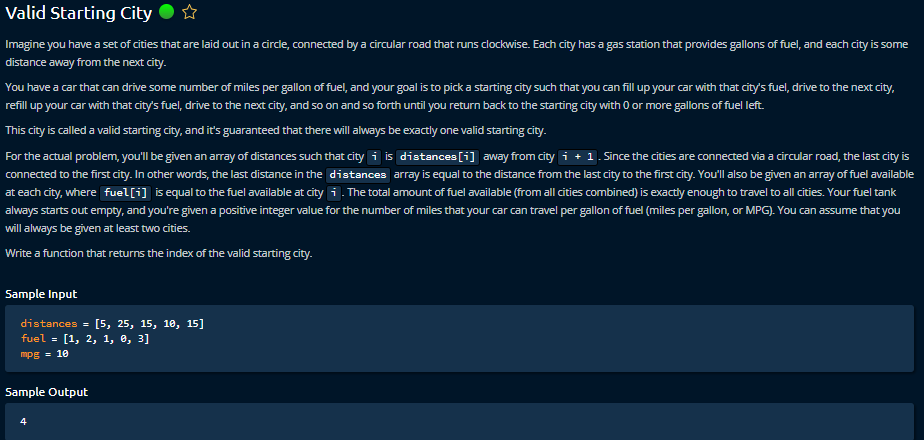 Valid Starting City
Imagine you have a set of cities that are laid out in a circle, connected by a circular road that runs clockwise. Each city has a gas station that provides gallons of fuel, and each city is some
distance away from the next city.
You have a car that can drive some number of miles per gallon of fuel, and your goal is to pick a starting city such that you can fill up your car with that city's fuel, drive to the next city,
refill up your car with that city's fuel, drive to the next city, and so on and so forth until you return back to the starting city with 0 or more gallons of fuel left.
This city is called a valid starting city, and it's guaranteed that there will always be exactly one valid starting city.
For the actual problem, you'll be given an array of distances such that city i is distances[i] away from city i + 1. Since the cities are connected via a circular road, the last city is
connected to the first city. In other words, the last distance in the distances array is equal to the distance from the last city to the first city. You'll also be given an array of fuel available
at each city, where fuel[i] is equal to the fuel available at city i. The total amount of fuel available (from all cities combined) is exactly enough to travel to all cities. Your fuel tank
always starts out empty, and you're given a positive integer value for the number of miles that your car can travel per gallon of fuel (miles per gallon, or MPG). You can assume that you
will always be given at least two cities.
Write a function that returns the index of the valid starting city.
Sample Input
distances = [5, 25, 15, 10, 15]
fuel = [1, 2, 1, 0, 3]
mpg = 10
Sample Output
4